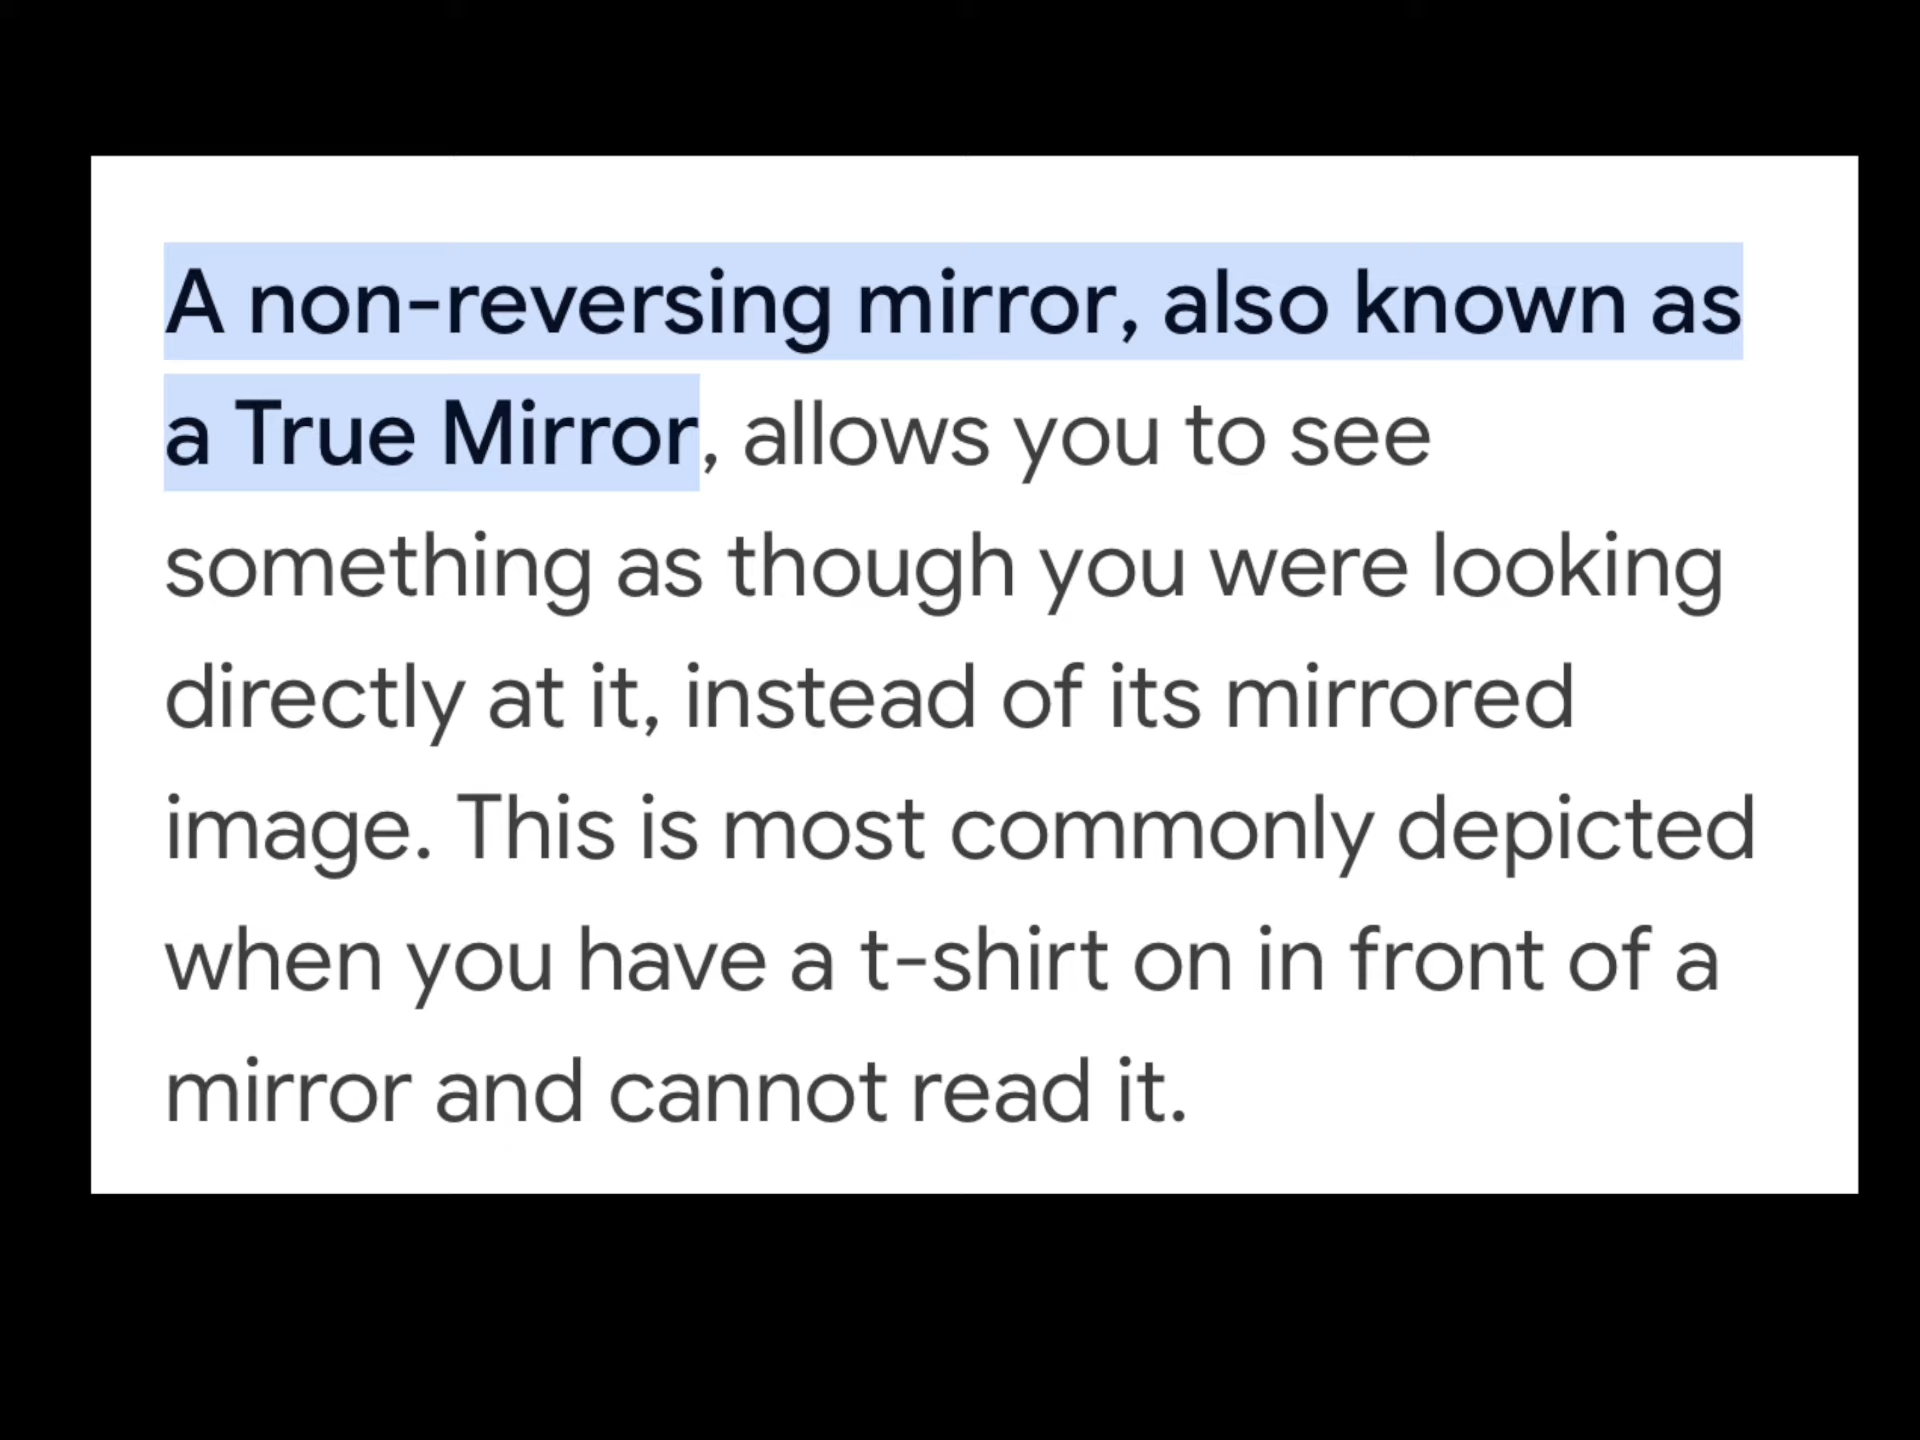 A non-reversing mirror, also known as
a True Mirror, allows you to see
something as though you were looking
directly at it, instead of its mirrored
image. This is most commonly depicted
when you have a t-shirt on in front of a
mirror and cannot read it.